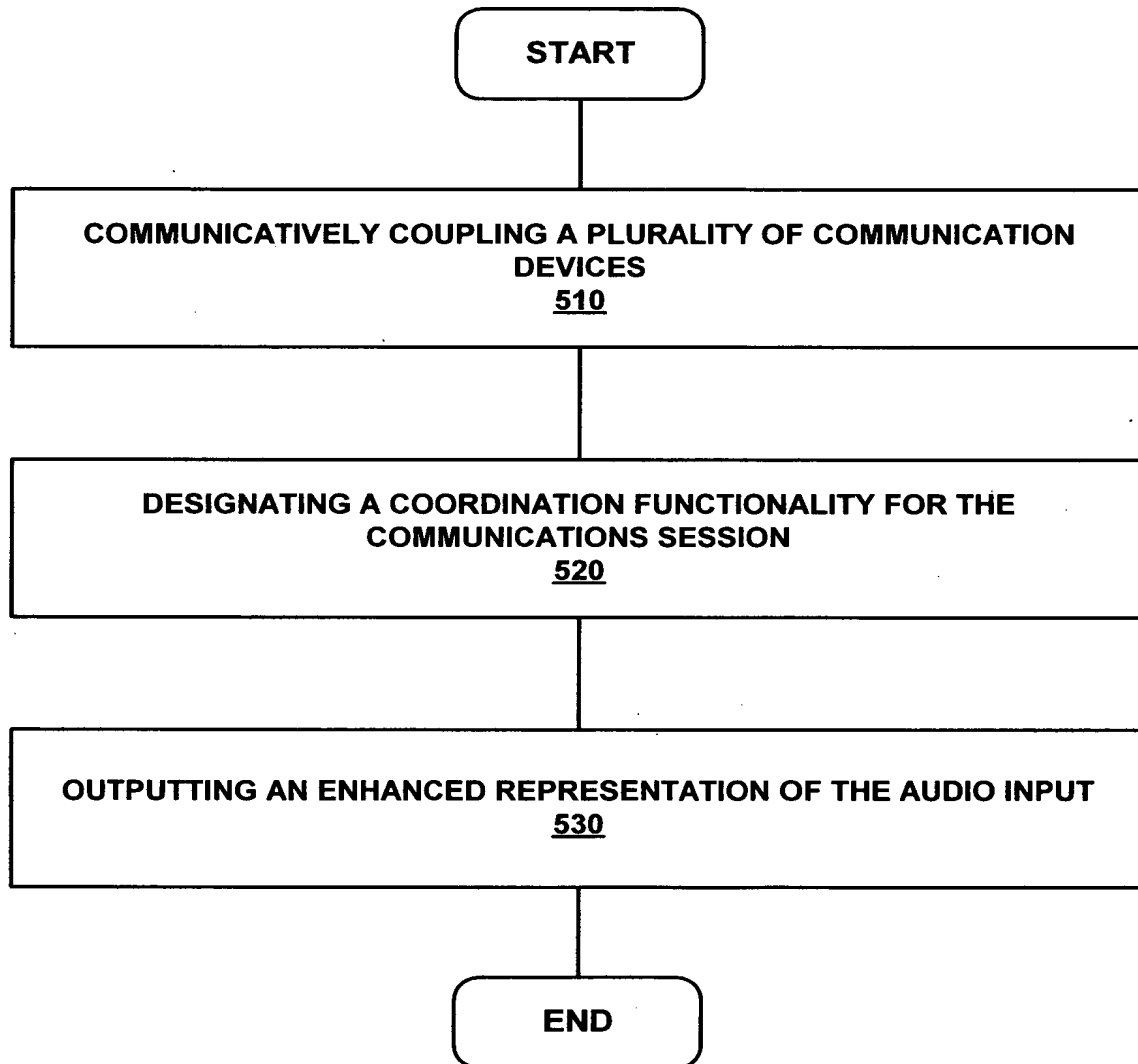 START
COMMUNICATIVELY COUPLING A PLURALITY OF COMMUNICATION
DEVICES
510
DESIGNATING A COORDINATION FUNCTIONALITY FOR THE
COMMUNICATIONS SESSION
520
OUTPUTTING AN ENHANCED REPRESENTATION OF THE AUDIO INPUT
530
END